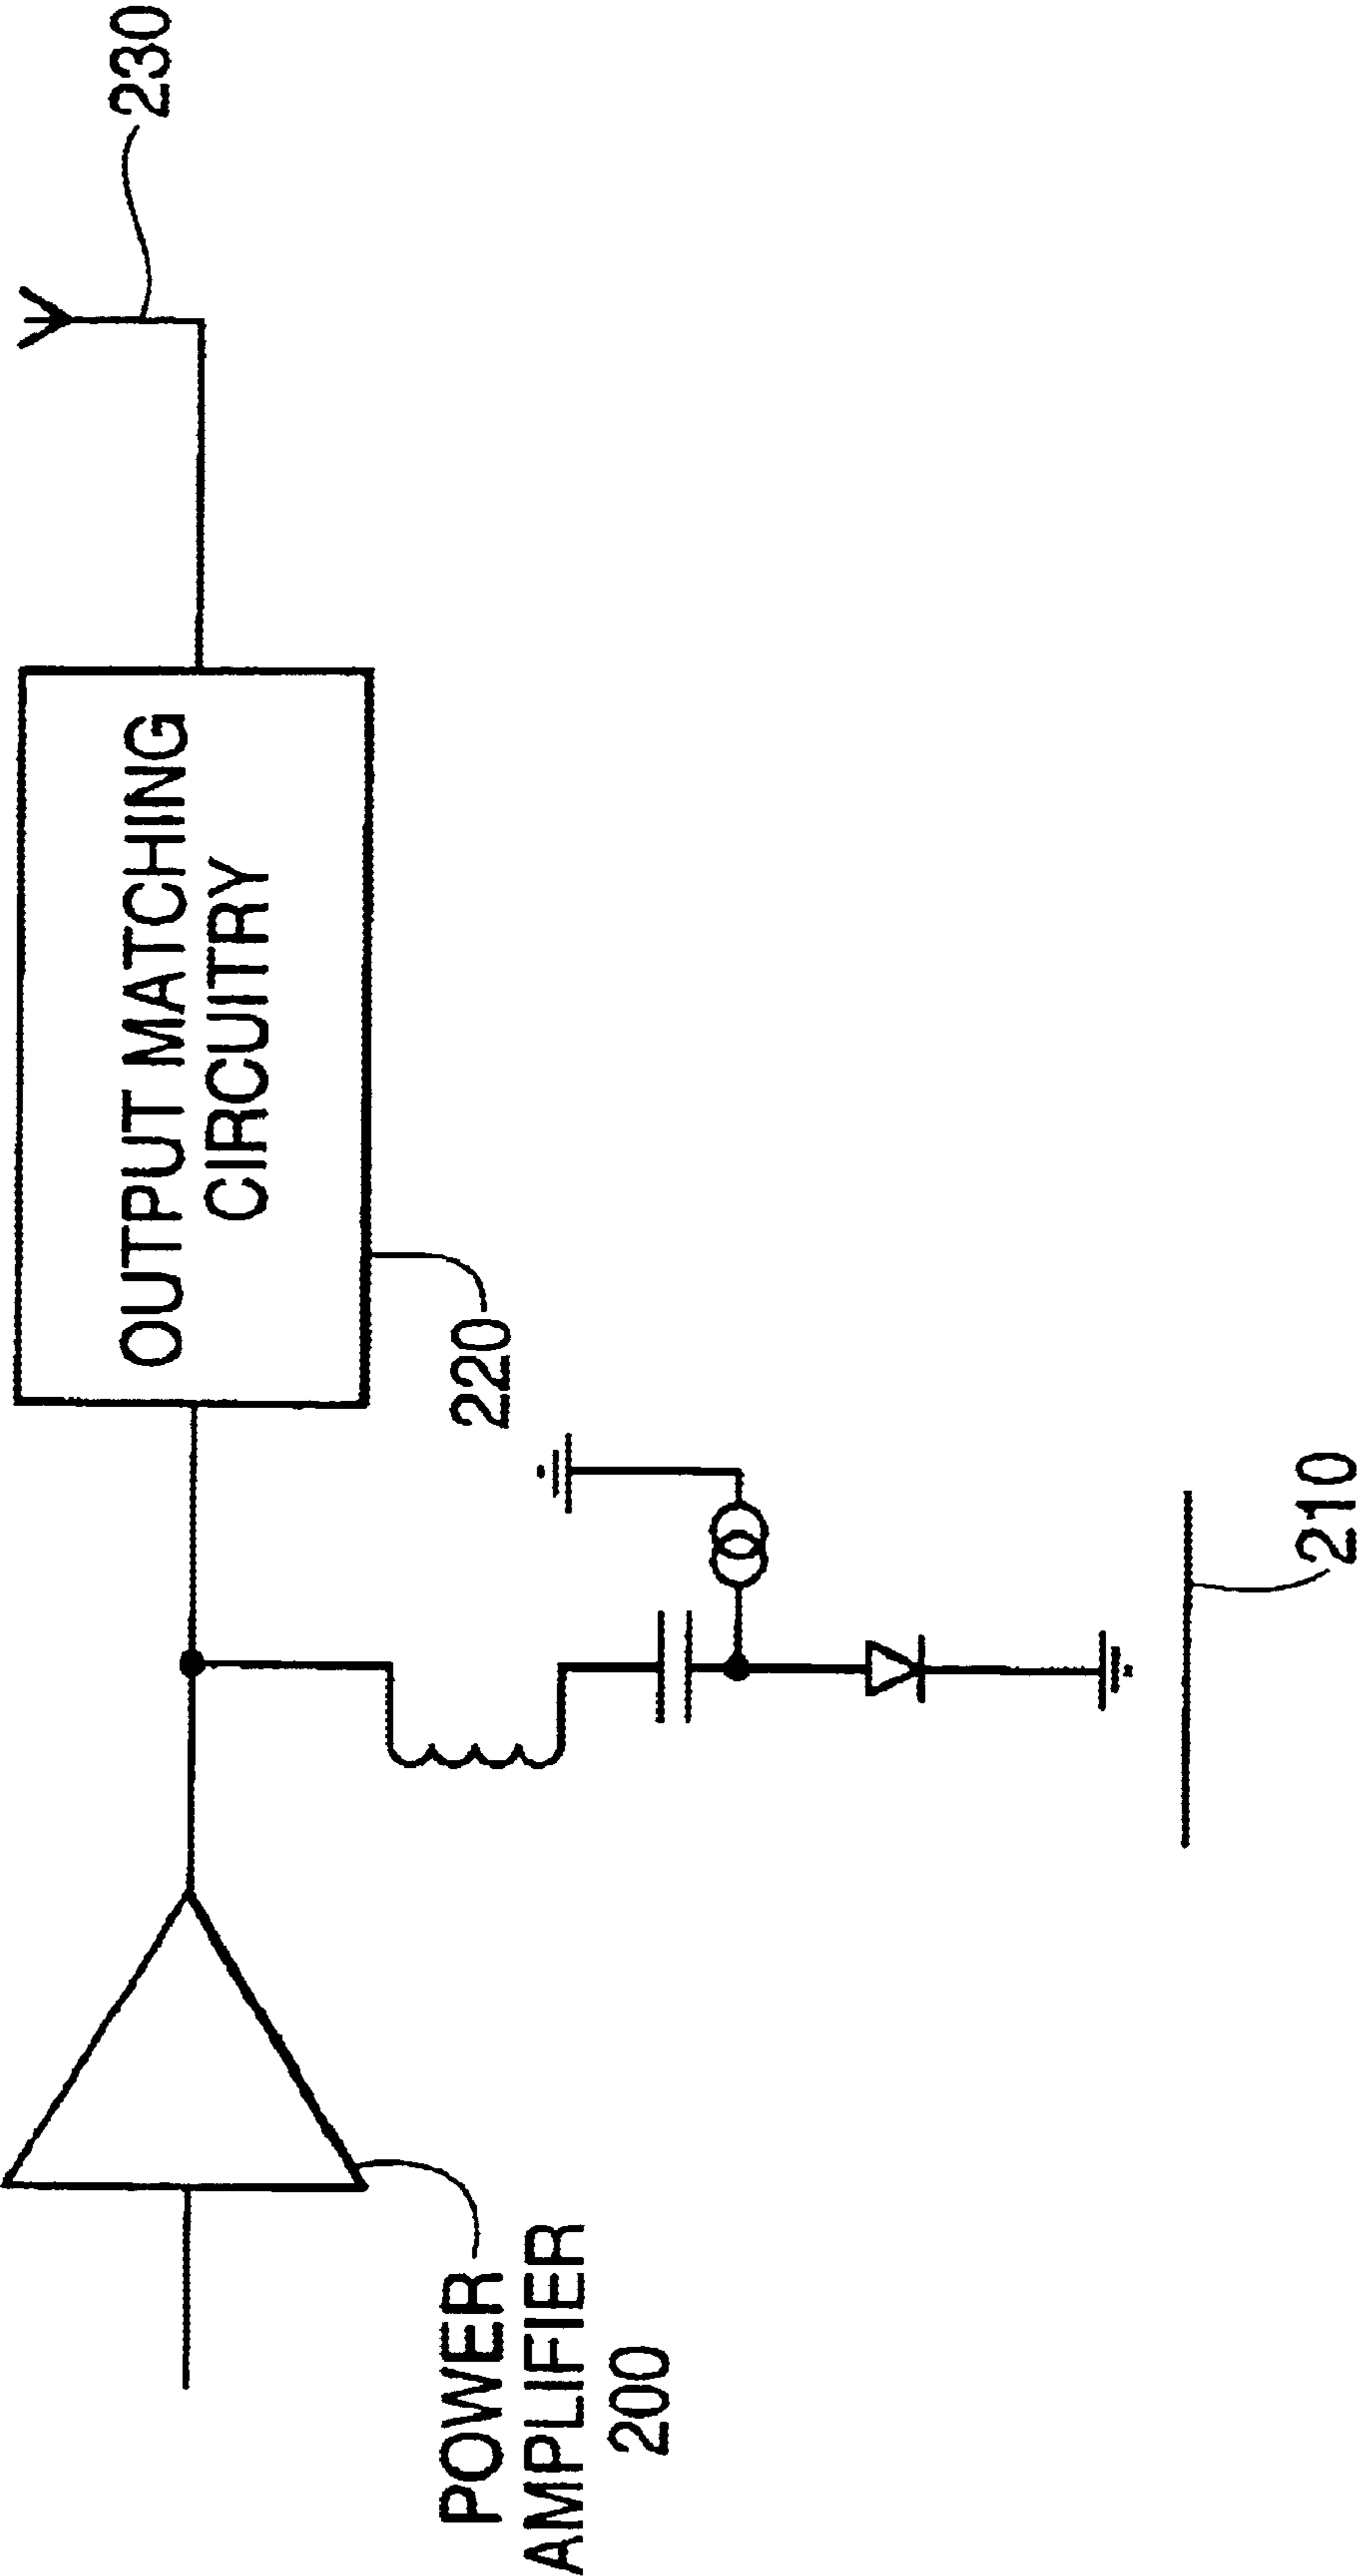 POWER
AMPLIFIER
200
OUTPUT MATCHING
CIRCUITRY
220
230
210